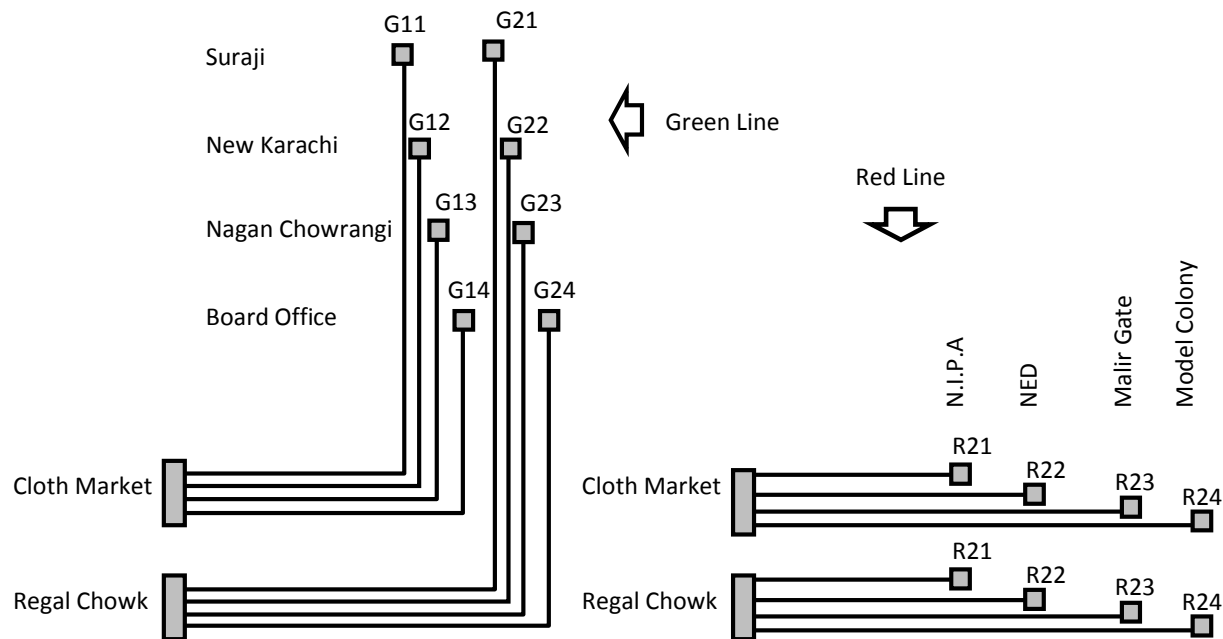 G11
G21
Suraji
G12
G22
New Karachi
Green Line
Red Line
G13
G23
Nagan Chowrangi
G14
G24
Board Office
N.I.P.A
NED
Malir Gate
Model Colony
Cloth Market
Cloth Market
R21
R22
R23
R24
Regal Chowk
Regal Chowk
R21
R22
R23
R24